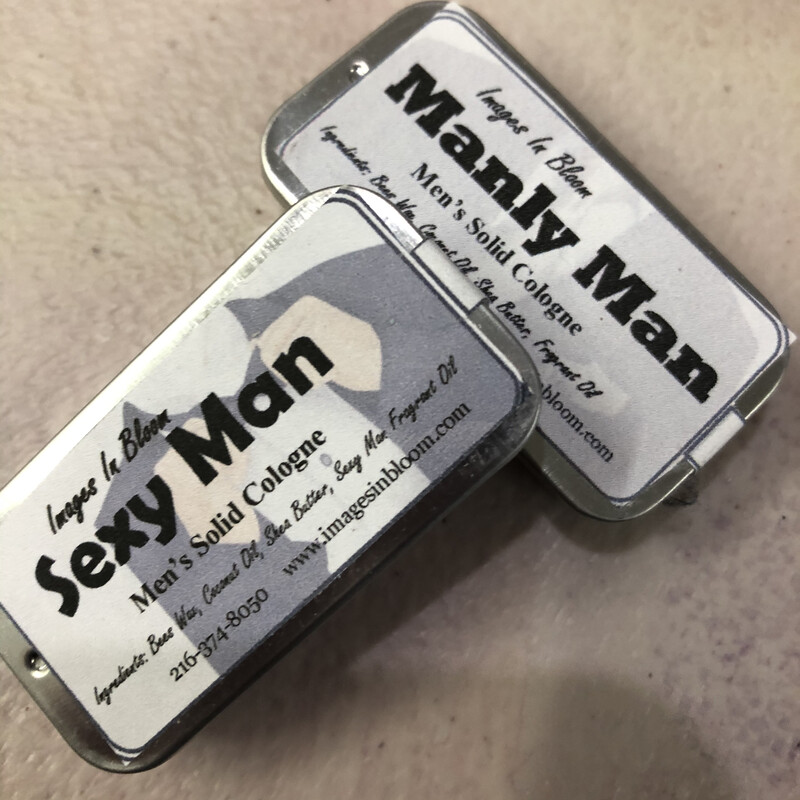 Images In Bloom
Manly Man
Men's Solid Cologne
Ingredients: Bees Wax, Coconut Oil, Shea Butter, Fragrant Oil
bloom.com
Images In Bloom
Sexy Man
Men's Solid Cologne
Ingredients: Bees Wax, Coconut Oil, Shea Butter, Sexy Man Fragrant Oil
216-374-8050 www.imagesinbloom.com